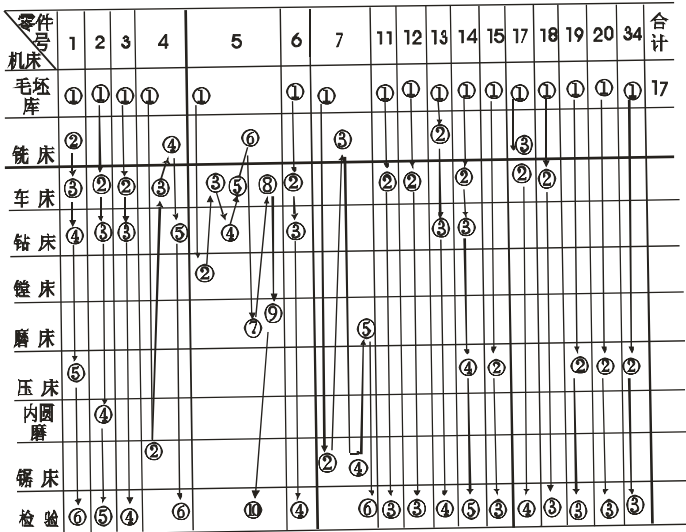 零件号 机床 1 2 3 4 5 6 7 11 12 13 14 15 17 18 19 20 34 合计
毛坯库 ① ① ① ① ① ① ① ① ① ① ① ① ① ① ① ① ① 17
铣床 ② ④ ⑥ ③ ② ③
车床 ③ ② ② ③ ③ ⑤ ⑧ ② ② ② ② ② ②
钻床 ④ ③ ③ ⑤ ④ ③ ③ ③
镗床 ②
磨床 ⑦ ⑨ ⑤
压床 ⑤ ④ ② ② ② ②
内圆磨 ④
锯床 ② ② ④
检验 ⑥ ⑤ ④ ⑥ ⑩ ④ ⑥ ③ ③ ④ ⑤ ③ ④ ③ ③ ③ ③